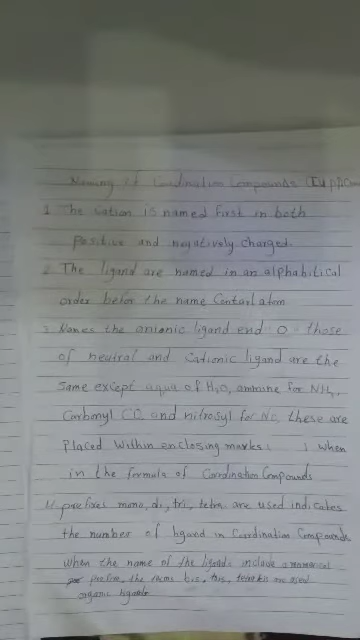 Naming of Coordination Compounds (IUPAC)
1 The Cation is named first in both
positive and negatively charged.
2 The ligand are named in an alphabitical
order befor the name Central atom
3 Names the anionic ligand end O those
of neutral and Cationic ligand are the
Same except aqua of H₂O, ammine for NH₃,
Carbonyl CO and nitrosyl for No, these are
Placed within enclosing marks ( ) when
in the formula of Coordination Compounds
prefixes mono, di, tri, tetra are used indicates
the number of ligand in Coordination Compounds
When the name of the ligands include a numerical
prefix, the terms bis, tris, tetrakis are used
organic ligands